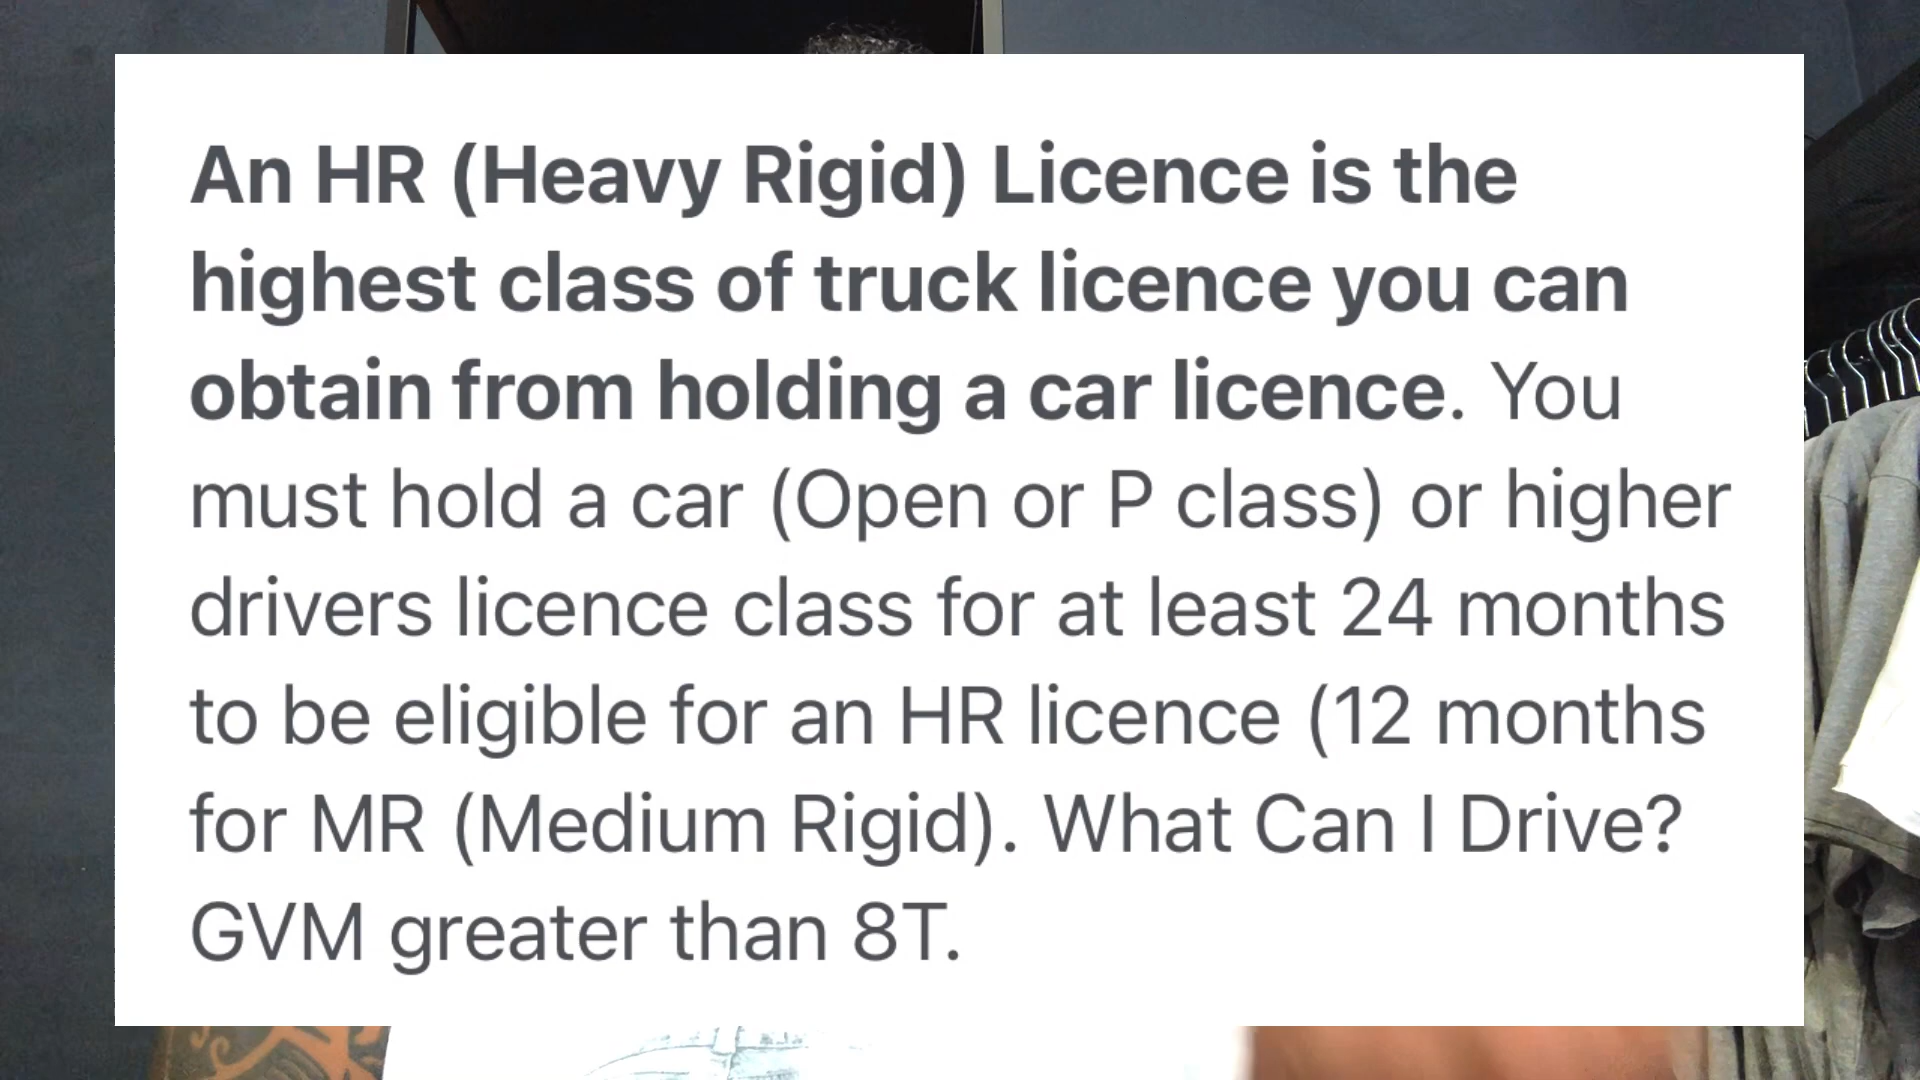 An HR (Heavy Rigid) Licence is the
highest class of truck licence you can
obtain from holding a car licence. You
must hold a car (Open or P class) or higher
drivers licence class for at least 24 months
to be eligible for an HR licence (12 months
for MR (Medium Rigid). What Can I Drive?
GVM greater than 8T.